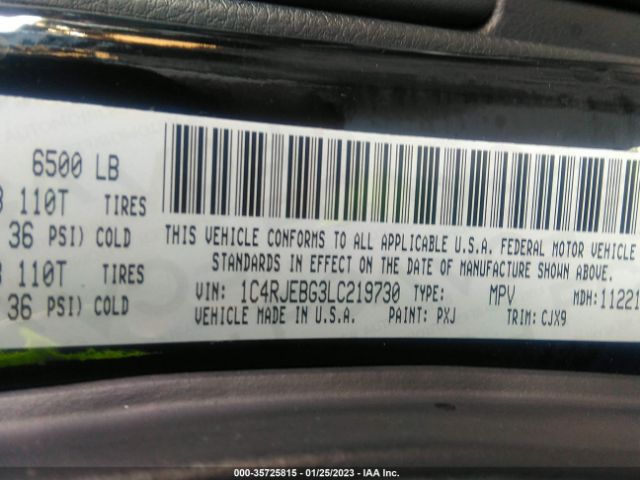 6500 LB
110T TIRES
36 PSI) COLD
110T TIRES
36 PSI) COLD
THIS VEHICLE CONFORMS TO ALL APPLICABLE U.S.A. FEDERAL MOTOR VEHICLE
STANDARDS IN EFFECT ON THE DATE OF MANUFACTURE SHOWN ABOVE.
VIN: 1C4RJEBG3LC219730 TYPE: MPV MDH:11221
VEHICLE MADE IN U.S.A. PAINT: PXJ TRIM: CJX9
000-35725815 - 01/25/2023 - IAA Inc.